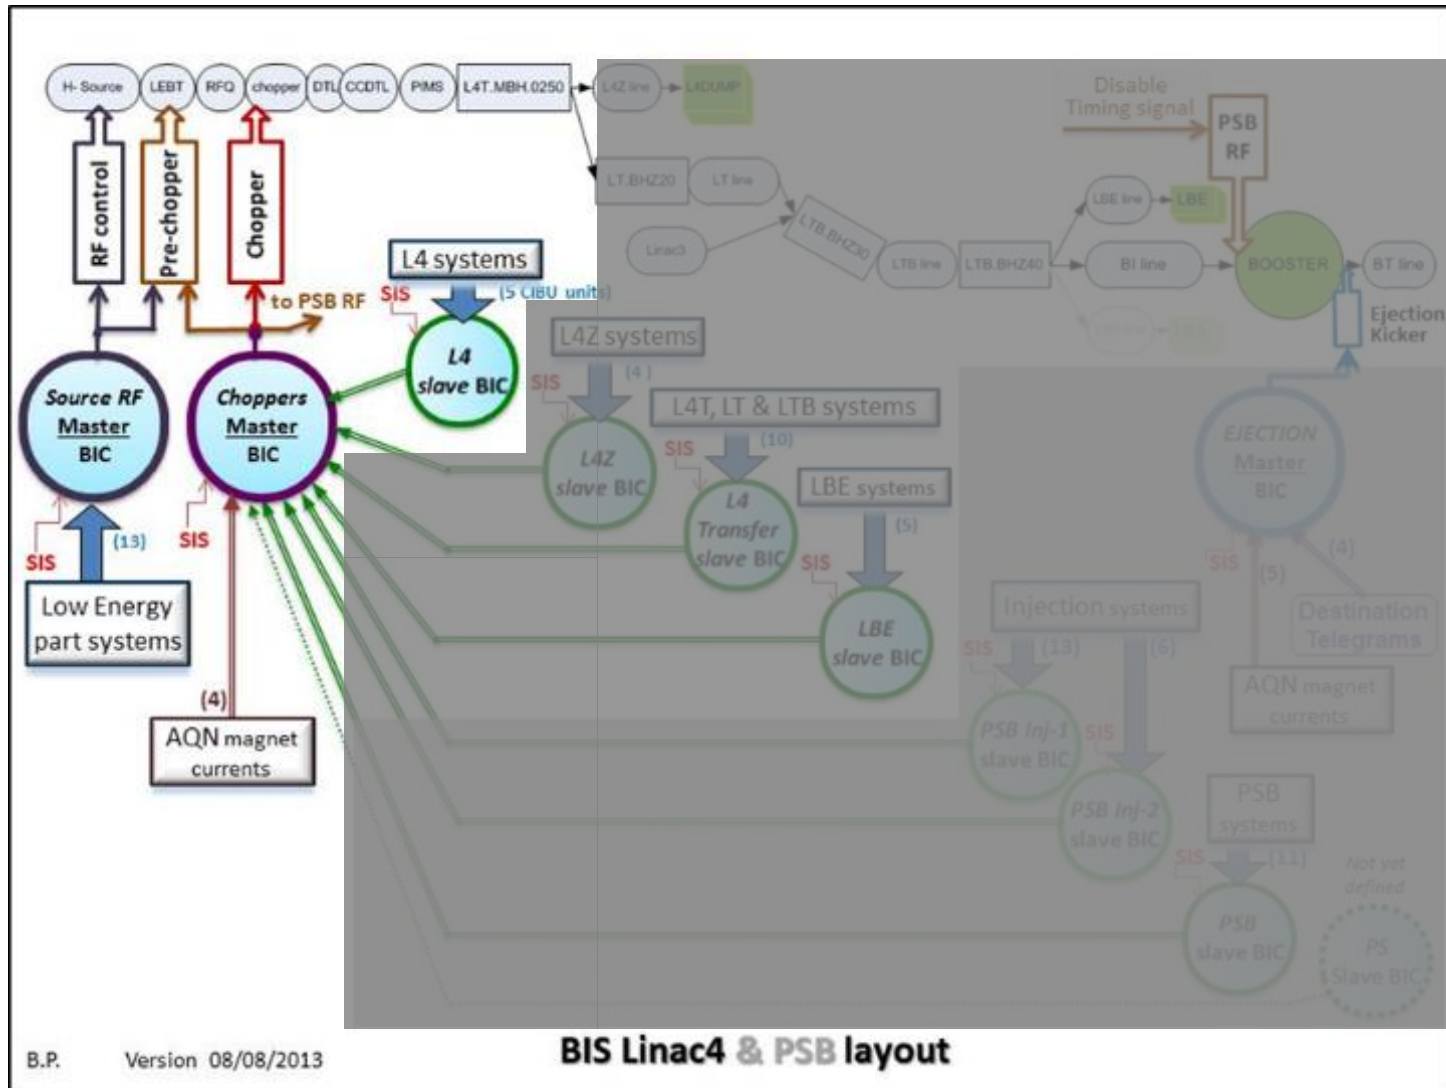 H- Source
LEBT
RFQ
chopper
DTL
CCDTL
PIMS
L4T.MBH.0250
L4Z line
L4DUMP
Disable
Timing signal
PSB
RF
RF control
Pre-chopper
Chopper
LT.BHZ20
LT line
Linac3
LTB.BHZ30
LTB line
LTB.BHZ40
LBE line
LBE
BI line
BOOSTER
BT line
Ejection
Kicker
L4 systems
SIS
(5 CIBU units)
to PSB RF
L4
slave BIC
Source RF
Master
BIC
Choppers
Master
BIC
L4Z systems
SIS
(4 )
L4Z
slave BIC
L4T, LT & LTB systems
SIS
(10)
L4
Transfer
slave BIC
LBE systems
SIS
(5)
LBE
slave BIC
EJECTION
Master
BIC
SIS
(5)
(4)
Destination
Telegrams
AQN magnet
currents
SIS
(13)
Low Energy
part systems
SIS
(4)
AQN magnet
currents
Injection systems
SIS
(13)
(6)
PSB Inj-1
slave BIC
SIS
PSB Inj-2
slave BIC
PSB
systems
SIS
(11)
PSB
slave BIC
Not yet
defined
PS
Slave BIC
B.P.
Version 08/08/2013
BIS Linac4 & PSB layout